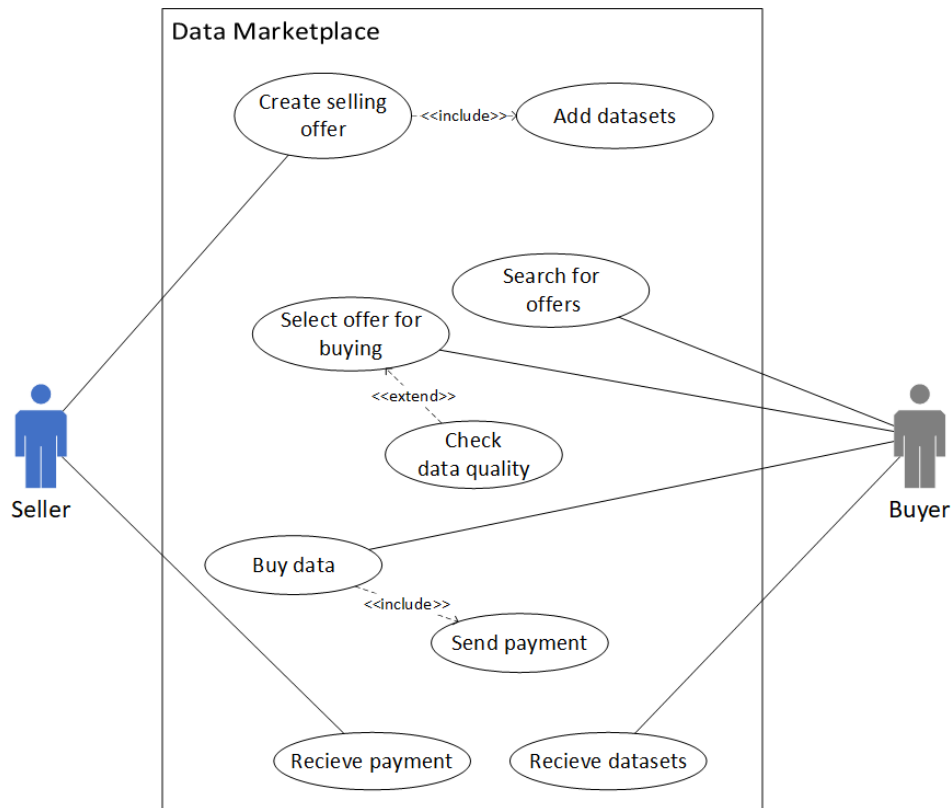 Data Marketplace
Create selling
offer
<<include>>
Add datasets
Search for
offers
Select offer for
buying
<<extend>>
Check
data quality
Seller
Buyer
Buy data
<<include>>
Send payment
Recieve payment
Recieve datasets